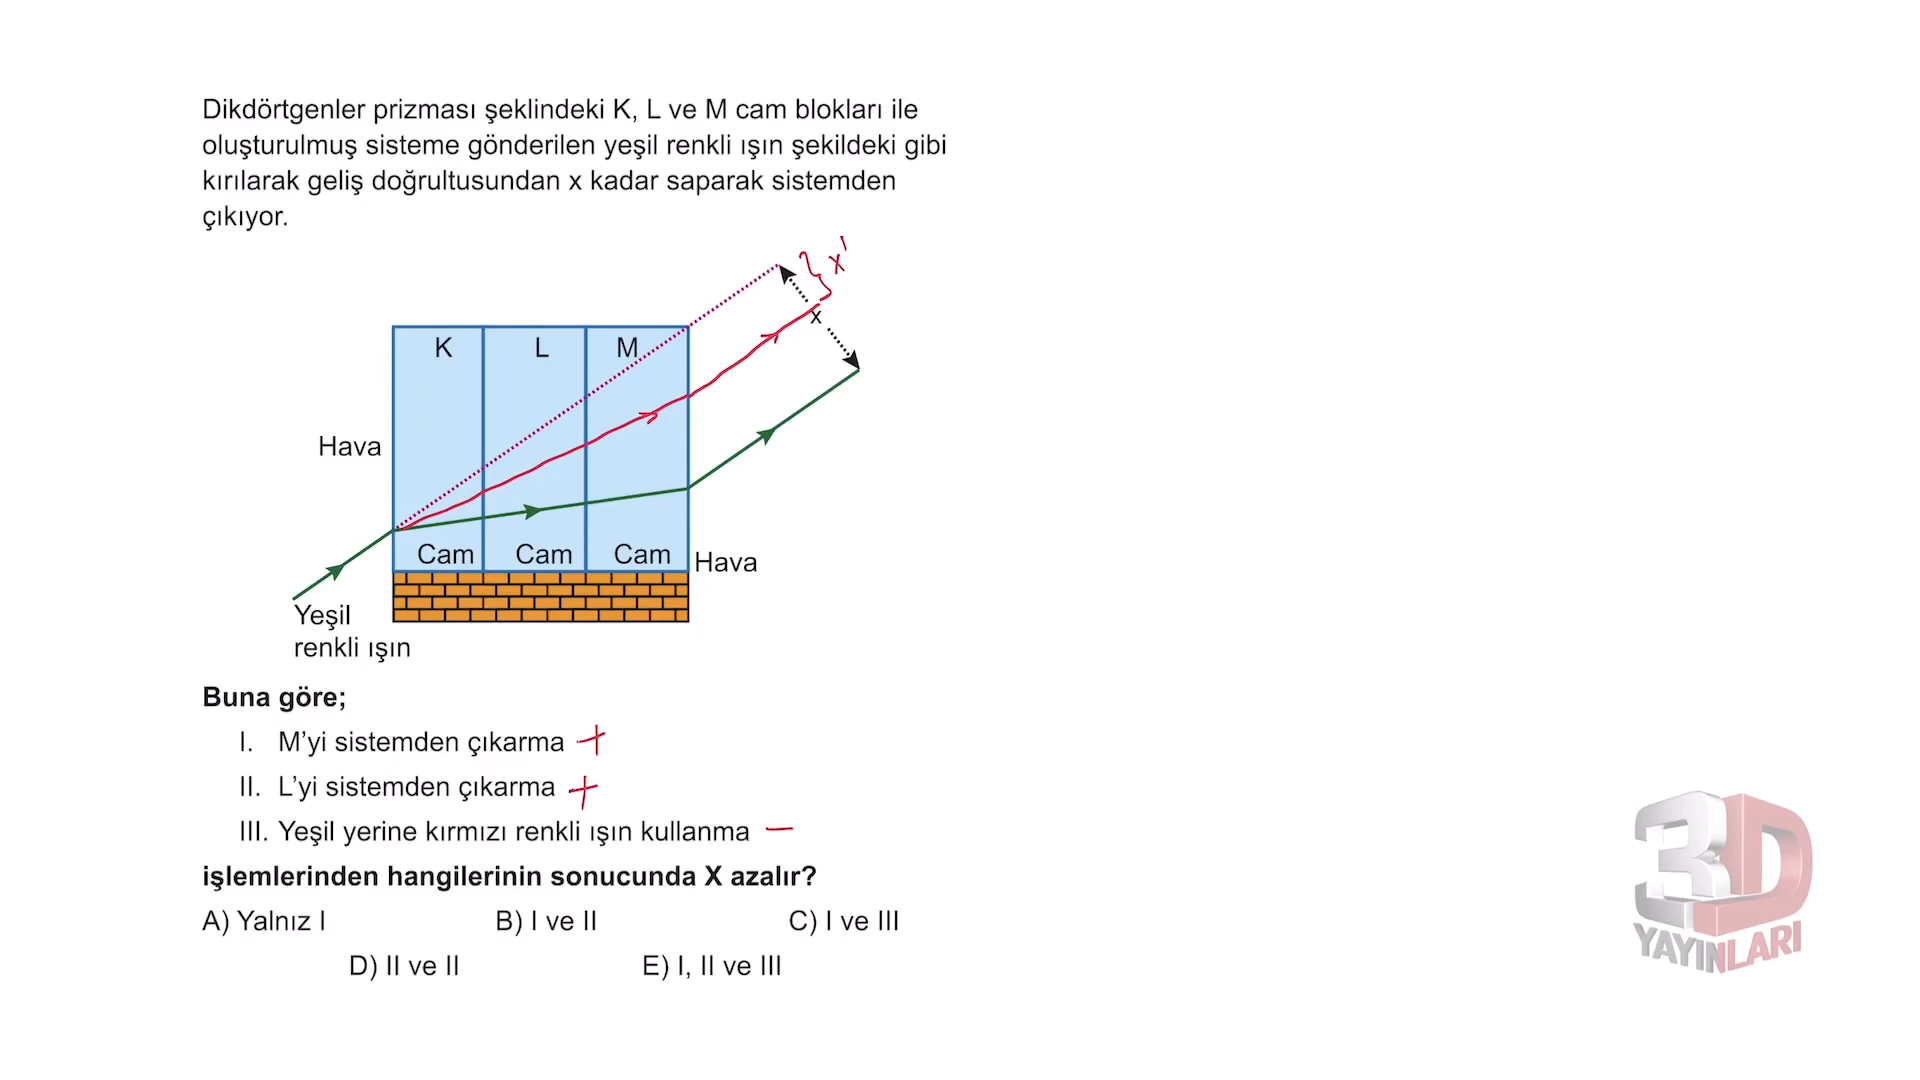 Dikdörtgenler prizması şeklindeki K, L ve M cam blokları ile
oluşturulmuş sisteme gönderilen yeşil renkli ışın şekildeki gibi
kırılarak geliş doğrultusundan x kadar saparak sistemden
çıkıyor.
x'
x
K L M
Hava
Cam Cam Cam
Hava
Yeşil
renkli ışın
Buna göre;
I. M'yi sistemden çıkarma +
II. L'yi sistemden çıkarma +
III. Yeşil yerine kırmızı renkli ışın kullanma –
işlemlerinden hangilerinin sonucunda X azalır?
A) Yalnız I B) I ve II C) I ve III
D) II ve II E) I, II ve III
3D
YAYINLARI